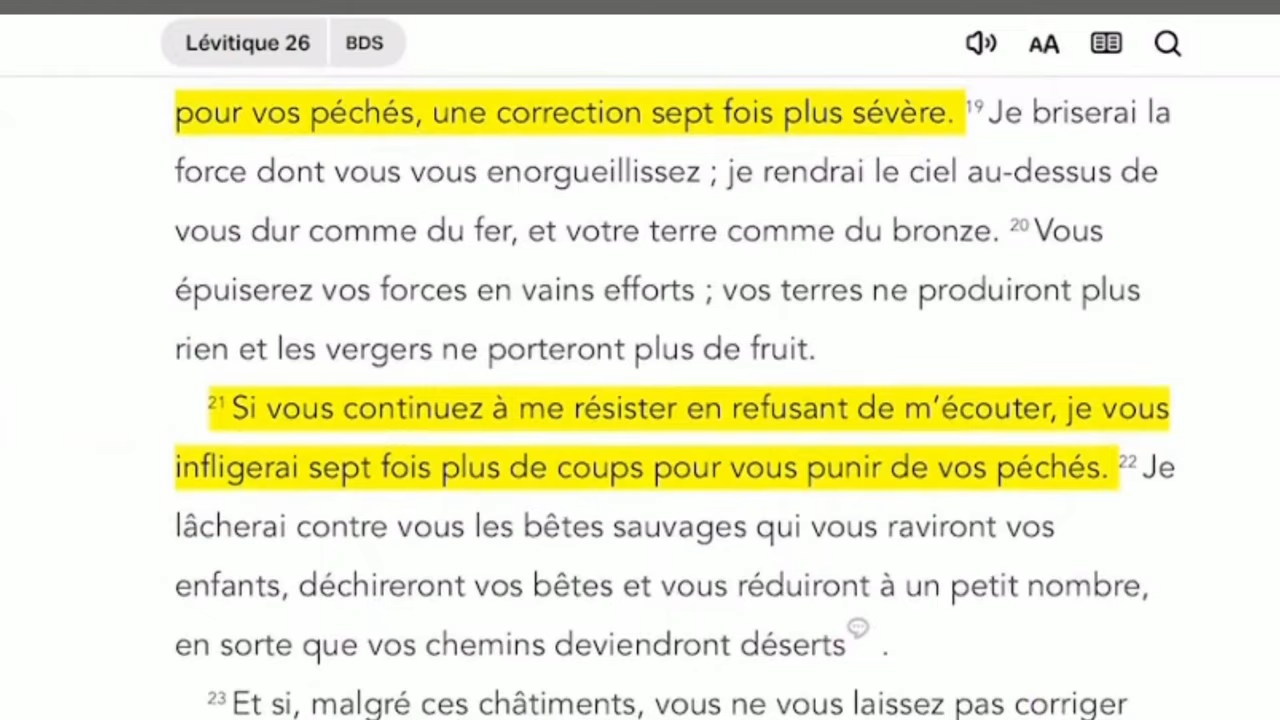 Lévitique 26 BDS AA
pour vos péchés, une correction sept fois plus sévère. 19 Je briserai la
force dont vous vous enorgueillissez ; je rendrai le ciel au-dessus de
vous dur comme du fer, et votre terre comme du bronze. 20 Vous
épuiserez vos forces en vains efforts ; vos terres ne produiront plus
rien et les vergers ne porteront plus de fruit.
21 Si vous continuez à me résister en refusant de m’écouter, je vous
infligerai sept fois plus de coups pour vous punir de vos péchés. 22 Je
lâcherai contre vous les bêtes sauvages qui vous raviront vos
enfants, déchireront vos bêtes et vous réduiront à un petit nombre,
en sorte que vos chemins deviendront déserts .
23 Et si, malgré ces châtiments, vous ne vous laissez pas corriger